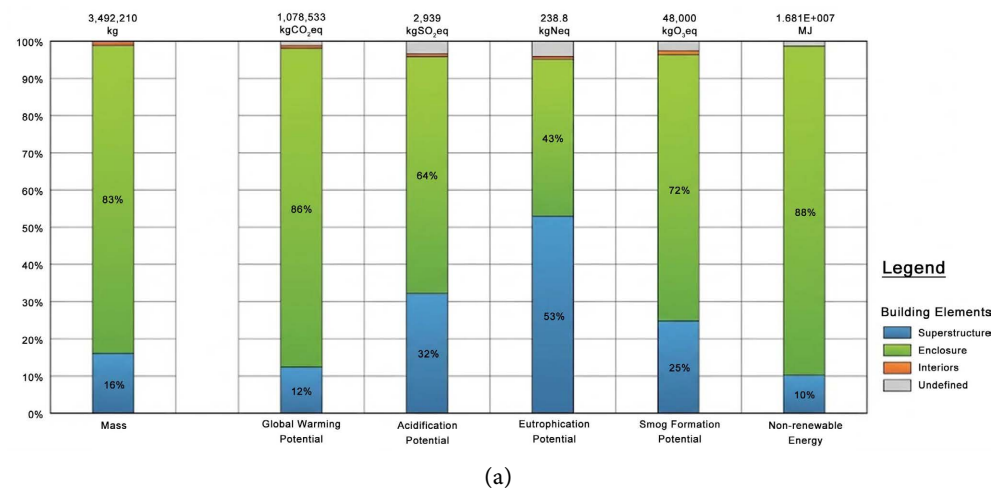 3,492,210
kg
1,078,533
kgCO₂eq
2,939
kgSO₂eq
238.8
kgNeq
48,000
kgO₃eq
1.681E+007
MJ
100%
90%
80%
70%
60%
50%
40%
30%
20%
10%
0%
83%
16%
86%
12%
64%
32%
43%
53%
72%
25%
88%
10%
Mass
Global Warming
Potential
Acidification
Potential
Eutrophication
Potential
Smog Formation
Potential
Non-renewable
Energy
Legend
Building Elements
Superstructure
Enclosure
Interiors
Undefined
(a)